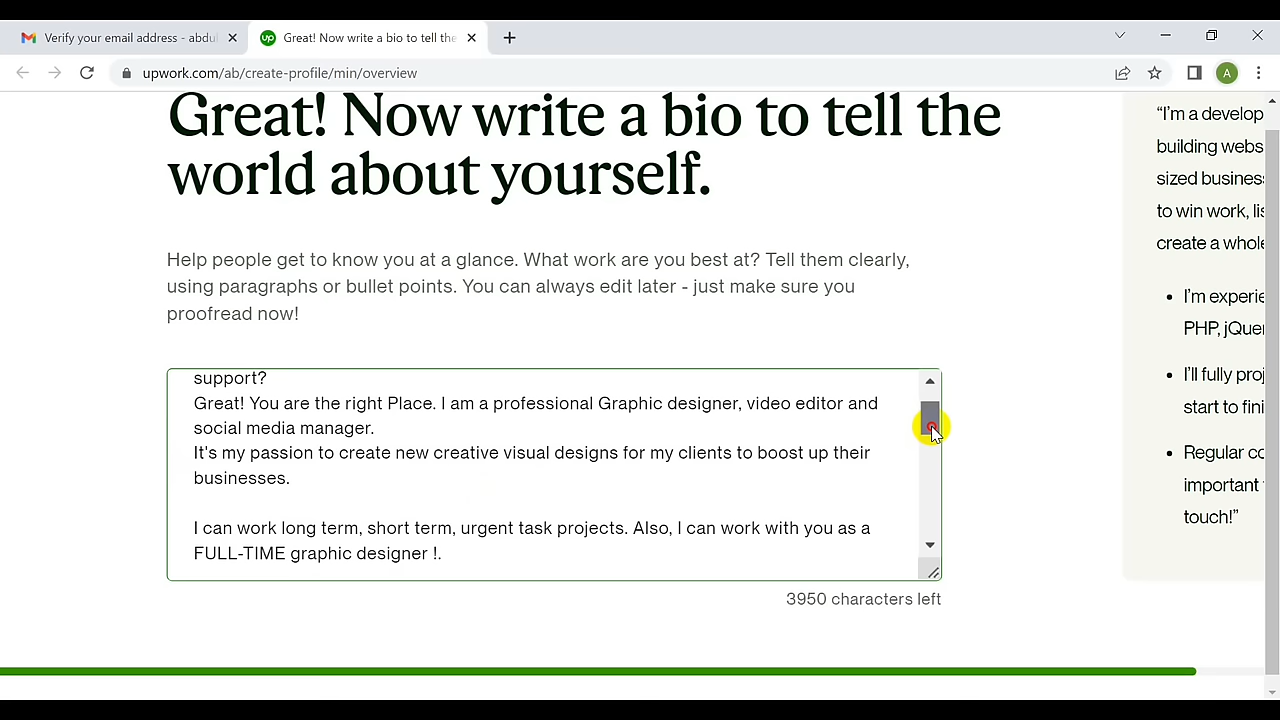 Verify your email address - abdu
Great! Now write a bio to tell the
upwork.com/ab/create-profile/min/overview
A
Great! Now write a bio to tell the
world about yourself.
Help people get to know you at a glance. What work are you best at? Tell them clearly,
using paragraphs or bullet points. You can always edit later - just make sure you
proofread now!
support?
Great! You are the right Place. I am a professional Graphic designer, video editor and
social media manager.
It's my passion to create new creative visual designs for my clients to boost up their
businesses.
I can work long term, short term, urgent task projects. Also, I can work with you as a
FULL-TIME graphic designer !.
3950 characters left
“I'm a develop
building webs
sized business
to win work, lis
create a whole
• I'm experie
PHP, jQuer
• I'll fully proj
start to fini
• Regular co
important
touch!”